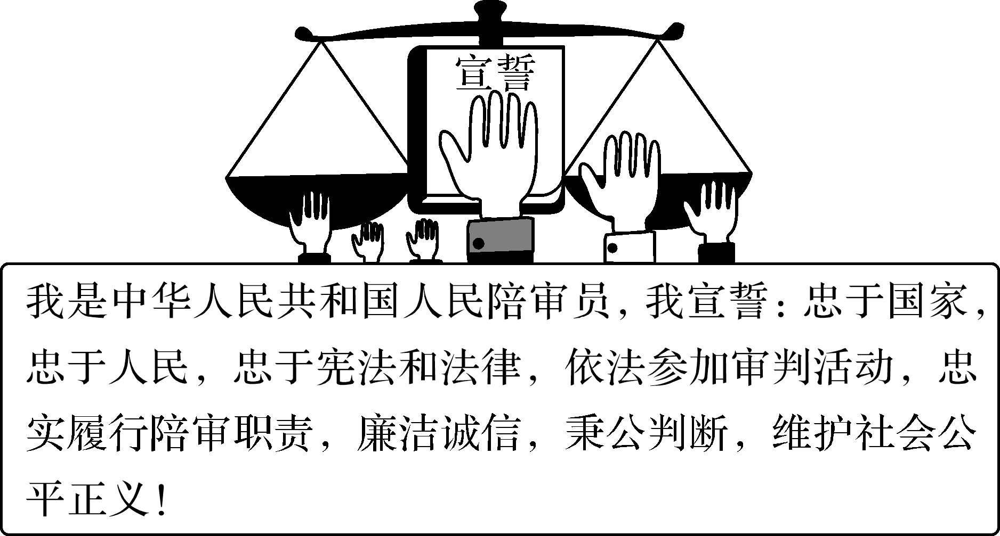 宣誓
我是中华人民共和国人民陪审员，我宣誓：忠于国家，
忠于人民，忠于宪法和法律，依法参加审判活动，忠
实履行陪审职责，廉洁诚信，秉公判断，维护社会公
平正义！